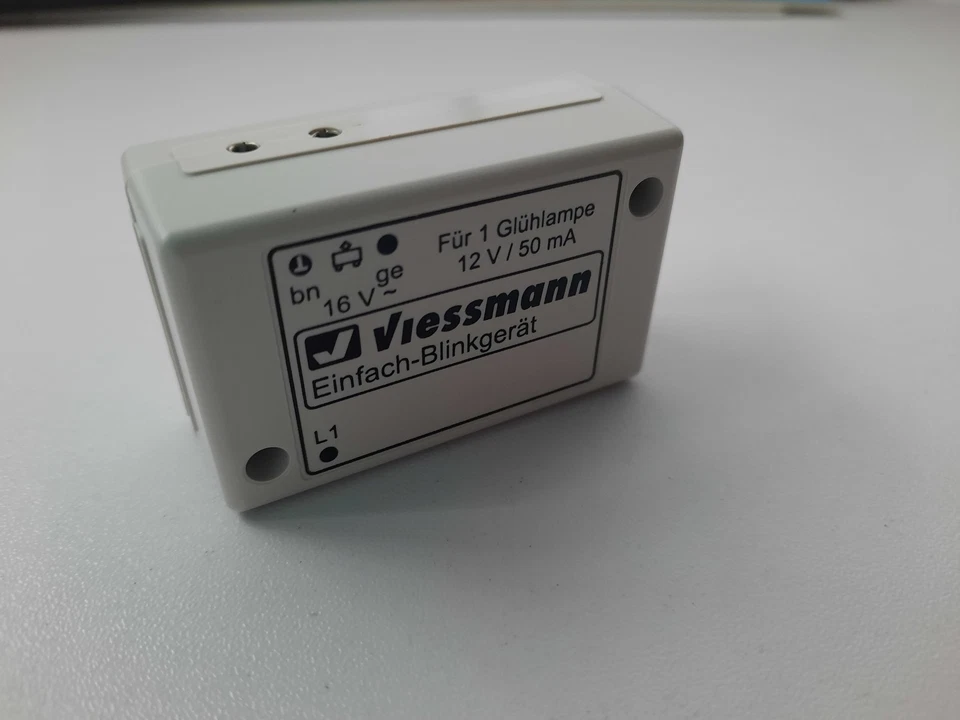 Für 1 Glühlampe
12 V / 50 mA
bn
ge
16 V ~
Viessmann
Einfach-Blinkgerät
L1